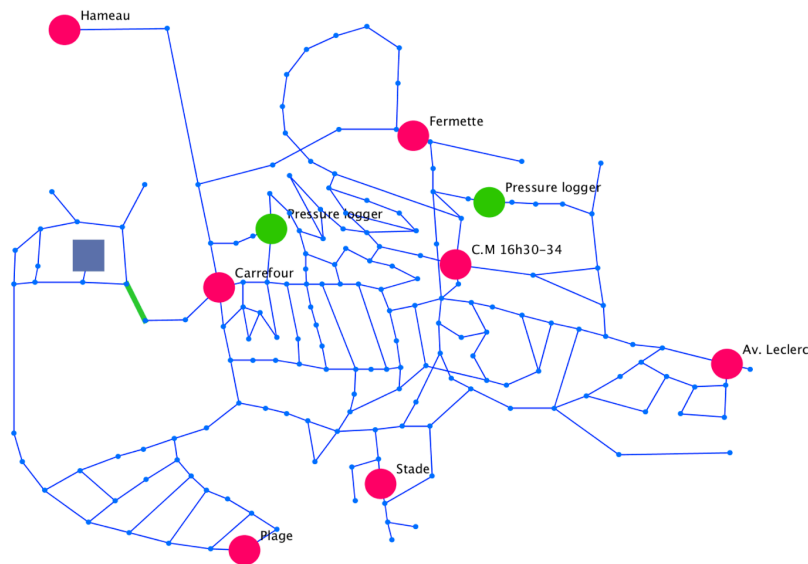 Hameau
Fermette
Pressure logger
Pressure logger
C.M 16h30-34
Carrefour
Av. Leclerc
Stade
Plage